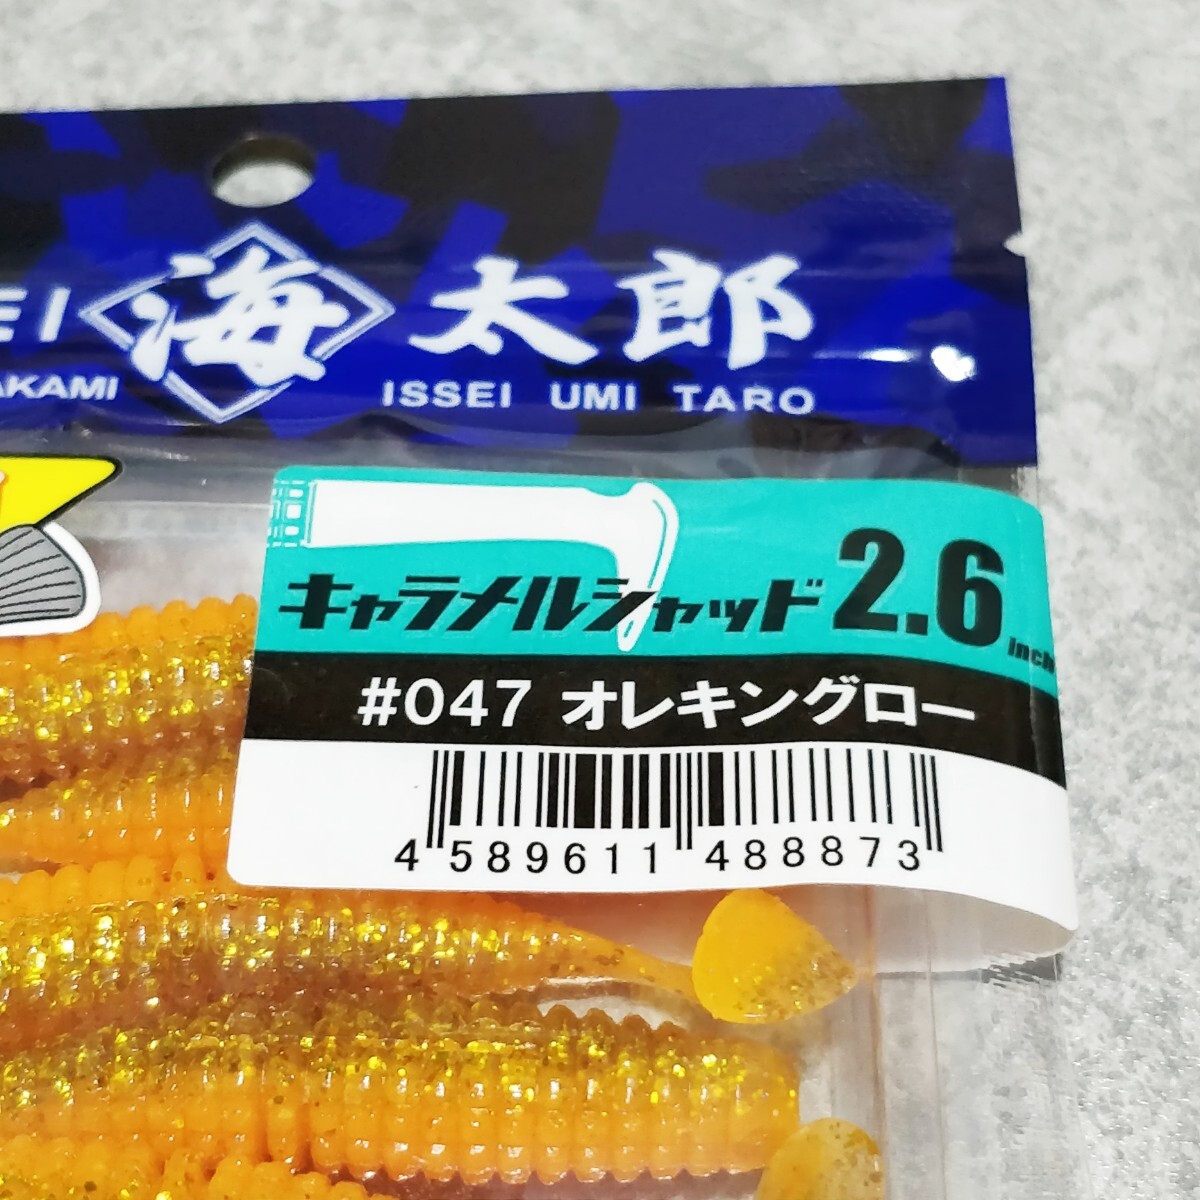 海太郎
ISSEI UMI TARO
キャラメルシャッド 2.6 inch
#047 オレキングロー
4 589611 488873